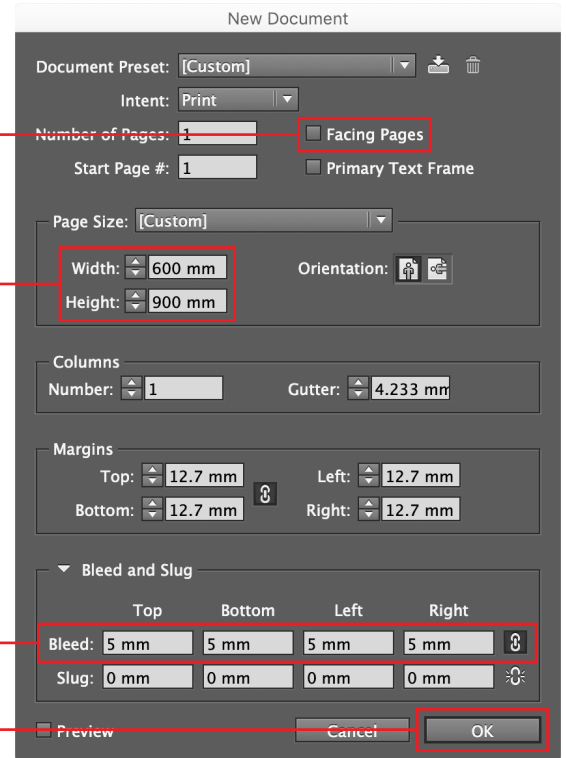 New Document
Document Preset: [Custom]
Intent: Print
Number of Pages: 1 Facing Pages
Start Page #: 1 Primary Text Frame
Page Size: [Custom]
Width: 600 mm Orientation:
Height: 900 mm
Columns
Number: 1 Gutter: 4.233 mm
Margins
Top: 12.7 mm Left: 12.7 mm
Bottom: 12.7 mm Right: 12.7 mm
Bleed and Slug
Top Bottom Left Right
Bleed: 5 mm 5 mm 5 mm 5 mm
Slug: 0 mm 0 mm 0 mm 0 mm
Preview Cancel OK